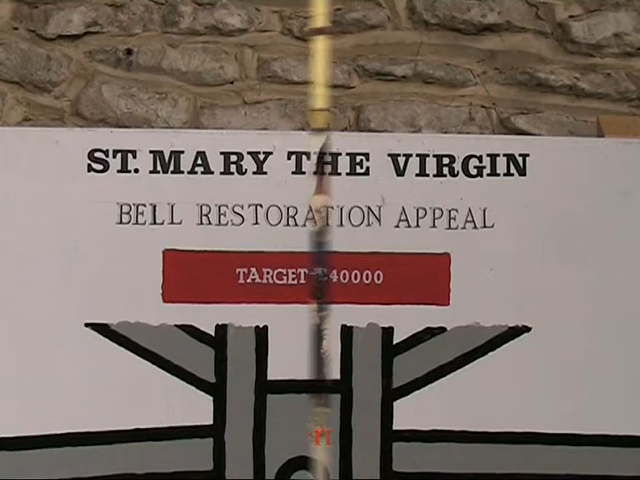 ST. MARY THE VIRGIN
BELL RESTORATION APPEAL
TARGET £40000